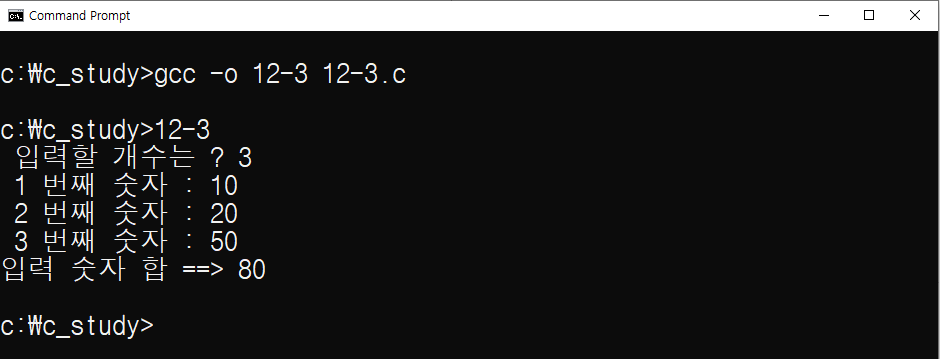 Command Prompt
c:₩c_study>gcc -o 12-3 12-3.c
c:₩c_study>12-3
입력할 개수는 ? 3
1 번째 숫자 : 10
2 번째 숫자 : 20
3 번째 숫자 : 50
입력 숫자 합 ==> 80
c:₩c_study>